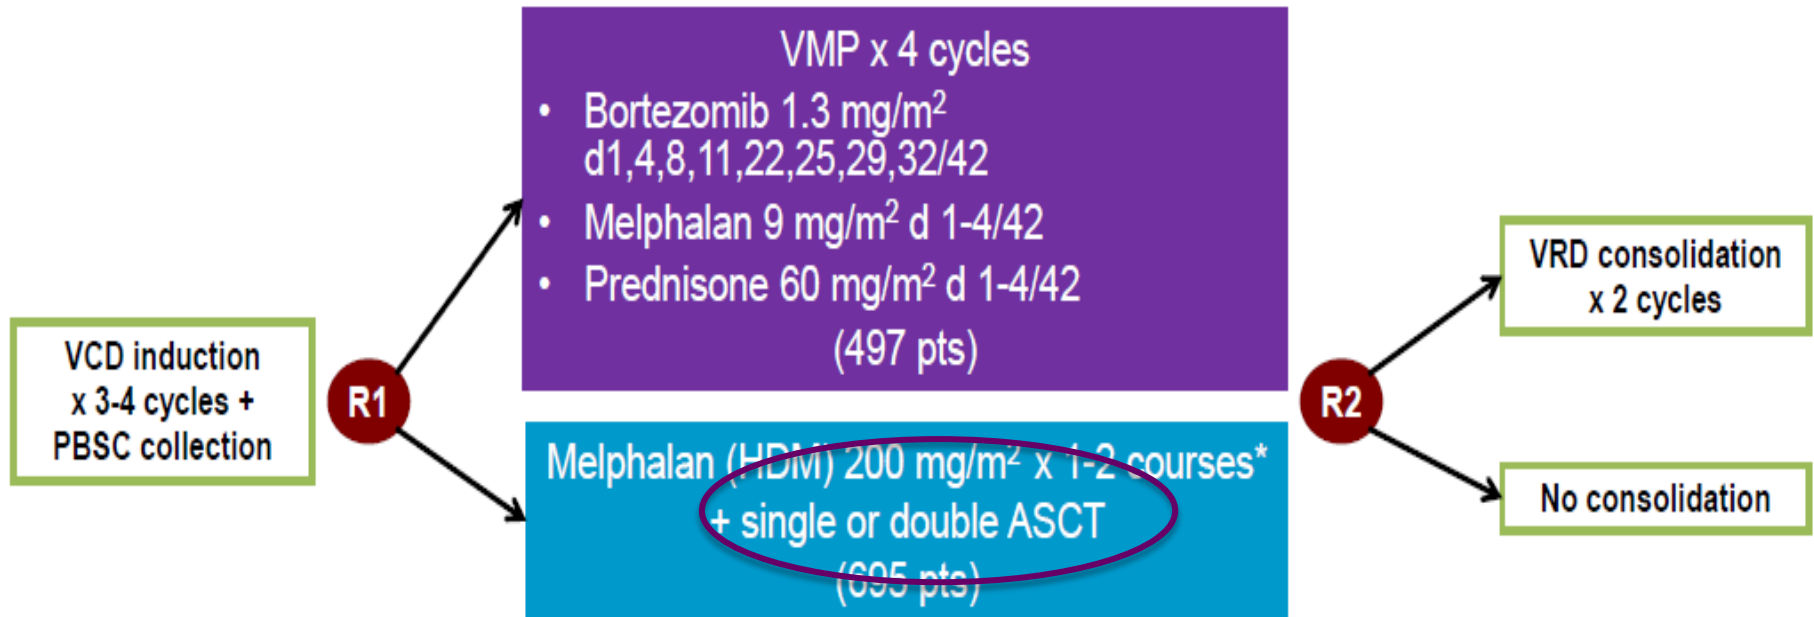 VCD induction
x 3-4 cycles +
PBSC collection
R1
VMP x 4 cycles
• Bortezomib 1.3 mg/m²
d1,4,8,11,22,25,29,32/42
• Melphalan 9 mg/m² d 1-4/42
• Prednisone 60 mg/m² d 1-4/42
(497 pts)
Melphalan (HDM) 200 mg/m² x 1-2 courses*
+ single or double ASCT
(695 pts)
R2
VRD consolidation
x 2 cycles
No consolidation